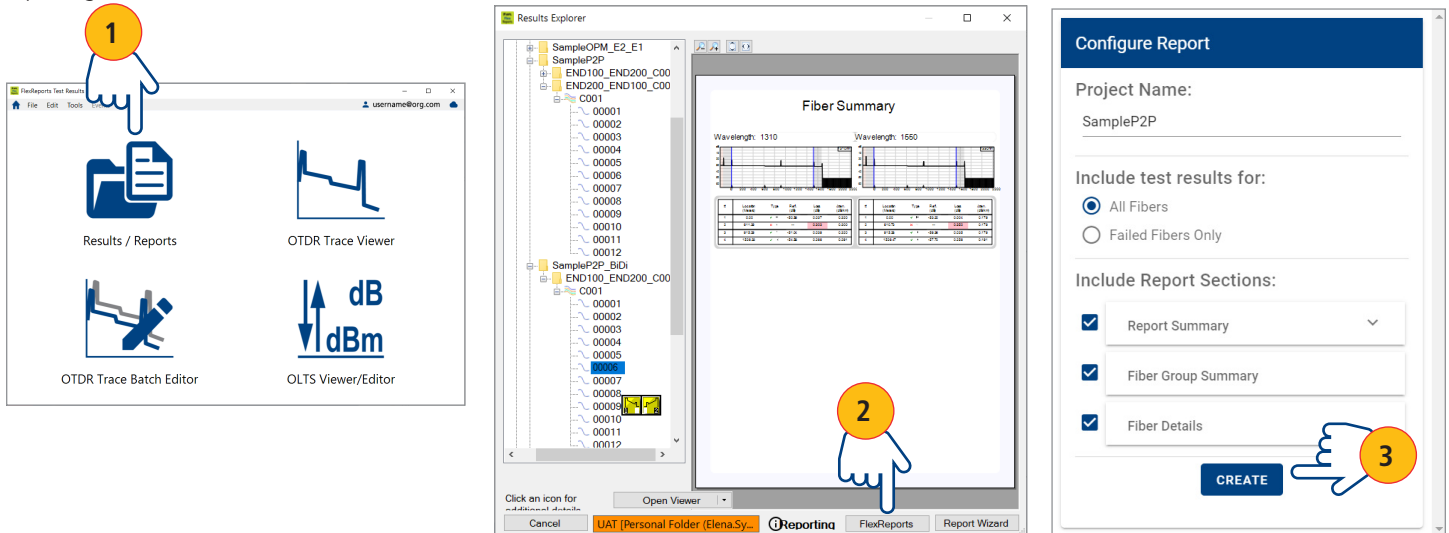 1
FlexReports Test Results
File Edit Tools
username@org.com
Results / Reports
OTDR Trace Viewer
OTDR Trace Batch Editor
dB
dBm
OLTS Viewer/Editor
Results Explorer
SampleOPM_E2_E1
SampleP2P
END100_END200_C00
END200_END100_C00
C001
00001
00002
00003
00004
00005
00006
00007
00008
00009
00010
00011
00012
SampleP2P_BiDi
END100_END200_C00
C001
00001
00002
00003
00004
00005
00006
00007
00008
00009
00010
00011
00012
Fiber Summary
Wavelength: 1310
Wavelength: 1550
2
Click an icon for
additional details
Open Viewer
Cancel
UAT [Personal Folder (Elena.Sy...
Reporting
FlexReports
Report Wizard
Configure Report
Project Name:
SampleP2P
Include test results for:
All Fibers
Failed Fibers Only
Include Report Sections:
Report Summary
Fiber Group Summary
Fiber Details
3
CREATE